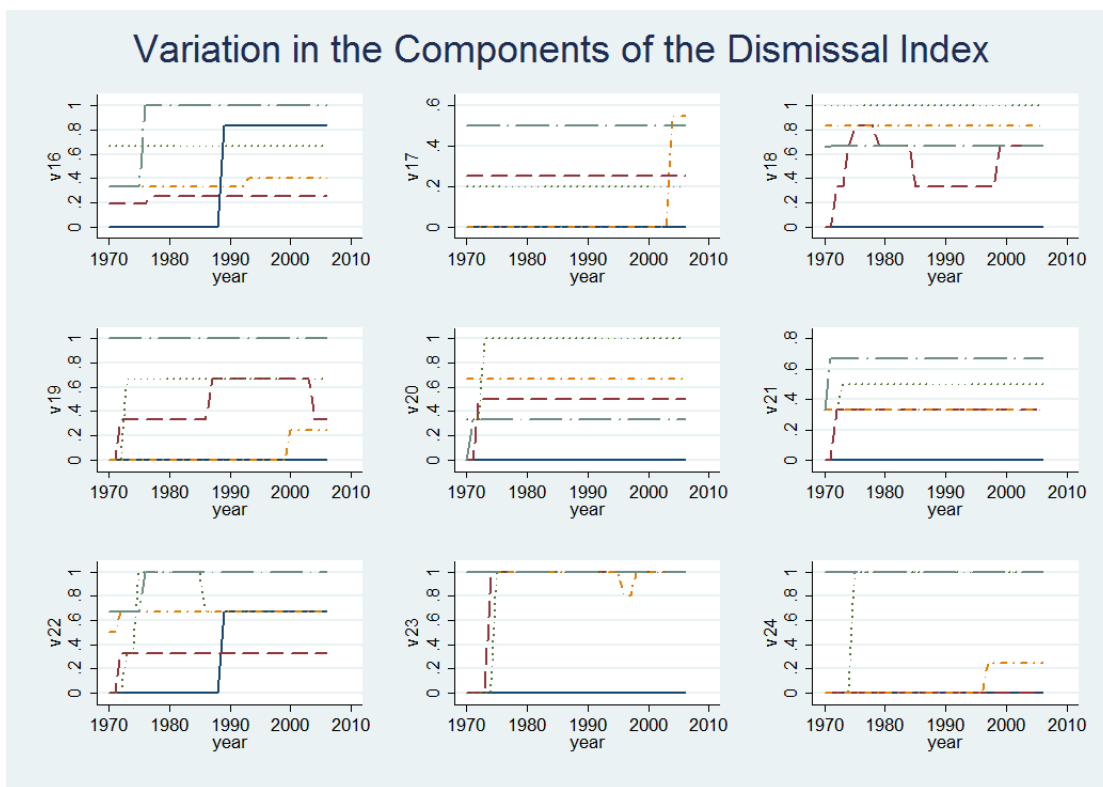 Variation in the Components of the Dismissal Index
v16
0 .2 .4 .6 .8 1
1970 1980 1990 2000 2010
year
v17
0 .2 .4 .6
1970 1980 1990 2000 2010
year
v18
0 .2 .4 .6 .8 1
1970 1980 1990 2000 2010
year
v19
0 .2 .4 .6 .8 1
1970 1980 1990 2000 2010
year
v20
0 .2 .4 .6 .8 1
1970 1980 1990 2000 2010
year
v21
0 .2 .4 .6 .8
1970 1980 1990 2000 2010
year
v22
0 .2 .4 .6 .8 1
1970 1980 1990 2000 2010
year
v23
0 .2 .4 .6 .8 1
1970 1980 1990 2000 2010
year
v24
0 .2 .4 .6 .8 1
1970 1980 1990 2000 2010
year